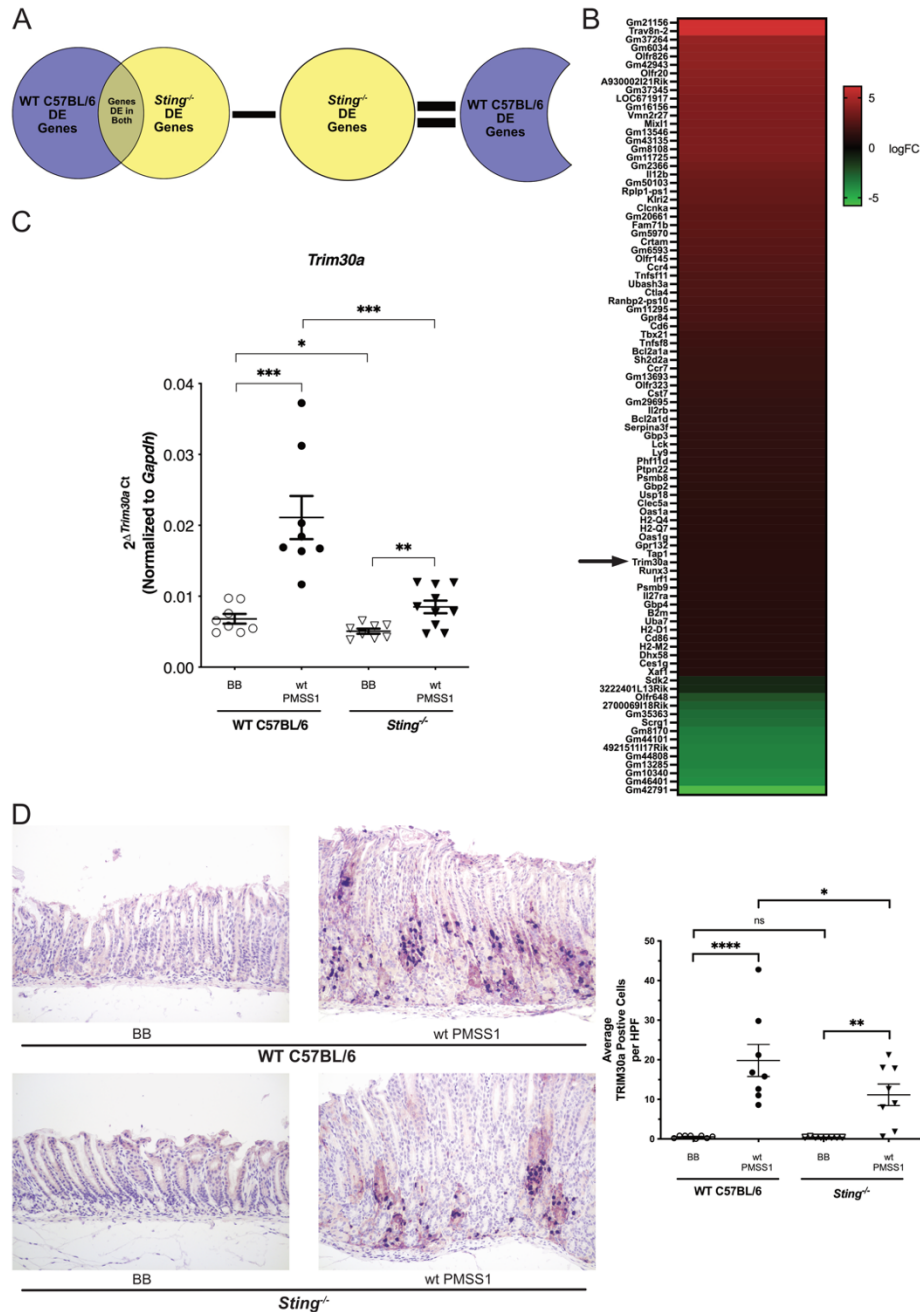 A
WT C57BL/6
DE
Genes
Genes
DE in
Both
Sting-/-
DE
Genes
Sting-/-
DE
Genes
WT C57BL/6
DE
Genes
B
Gm21156
Trav8n-2
Gm37264
Gm6034
Olfr826
Gm42943
Olfr20
A930002I21Rik
Gm37345
LOC671917
Gm16156
Vmn2r27
Mixl1
Gm13546
Gm43135
Gm8108
Gm11725
Gm2366
Il12b
Gm50103
Rplp1-ps1
Klri2
Clcnka
Gm20661
Fam71b
Gm5970
Crtam
Gm6593
Olfr145
Ccr4
Tnfsf11
Ubash3a
Ctla4
Ranbp2-ps10
Gm11295
Gpr84
Cd6
Tbx21
Tnfsf8
Bcl2a1a
Sh2d2a
Ccr7
Gm13693
Olfr323
Cst7
Gm29695
Il2rb
Bcl2a1d
Serpina3f
Gbp3
Lck
Ly9
Phf11d
Ptpn22
Psmb8
Gbp2
Usp18
Clec5a
Oas1a
H2-Q4
H2-Q7
Oas1g
Gpr132
Tap1
Trim30a
Runx3
Irf1
Psmb9
Il27ra
Gbp4
B2m
Uba7
H2-D1
Cd86
H2-M2
Dhx58
Ces1g
Xaf1
Sdk2
3222401L13Rik
Olfr648
2700069I18Rik
Gm35363
Scrg1
Gm8170
Gm44101
4921511I17Rik
Gm44808
Gm13285
Gm10340
Gm46401
Gm42791
5
0
-5
logFC
C
Trim30a
***
*
***
**
2Δ Trim30a Ct
(Normalized to Gapdh)
0.04
0.03
0.02
0.01
0.00
BB
wt
PMSS1
BB
wt
PMSS1
WT C57BL/6
Sting-/-
D
BB
wt PMSS1
WT C57BL/6
BB
wt PMSS1
Sting-/-
*
ns
****
**
Average
TRIM30a Postive Cells
per HPF
50
40
30
20
10
0
BB
wt
PMSS1
BB
wt
PMSS1
WT C57BL/6
Sting-/-